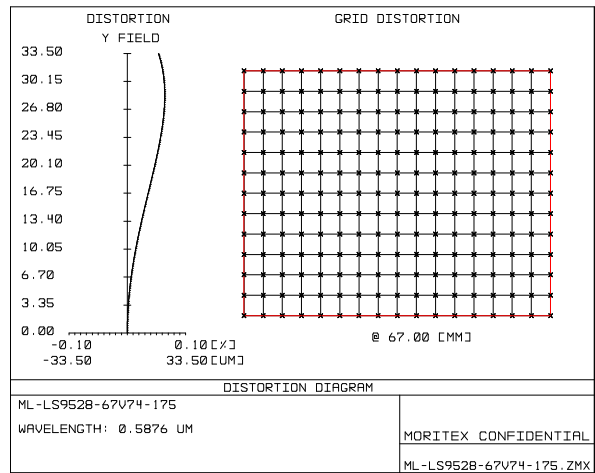 DISTORTION
Y FIELD
GRID DISTORTION
33.50
30.15
26.80
23.45
20.10
16.75
13.40
10.05
6.70
3.35
0.00
-0.10 0.10[%]
-33.50 33.50[UM]
@ 67.00 [MM]
DISTORTION DIAGRAM
ML-LS9528-67V74-175
WAVELENGTH: 0.5876 UM
MORITEX CONFIDENTIAL
ML-LS9528-67V74-175.ZMX